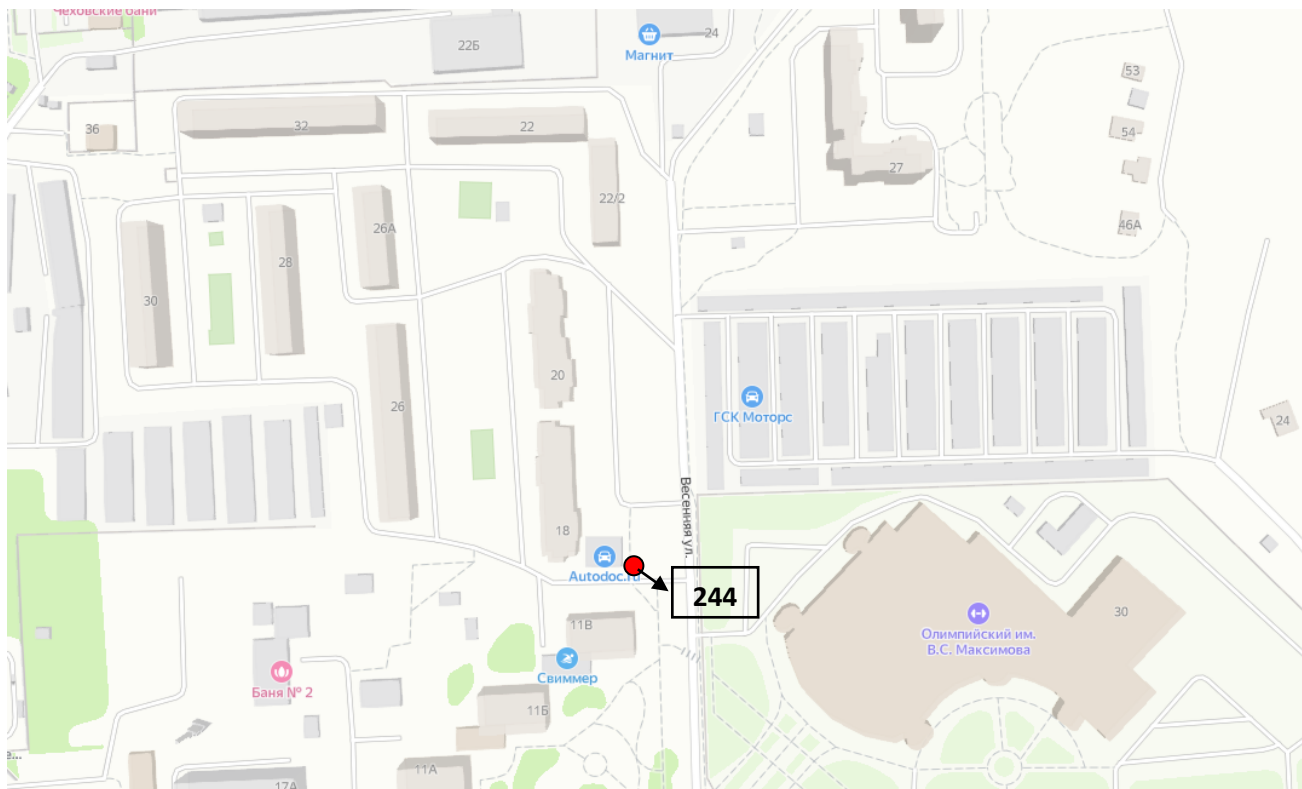 Чеховские бани
22Б
Магнит
24
53
36
32
22
54
27
22/2
26А
46А
28
30
20
26
ГСК Моторс
24
Весенняя ул.
18
Autodoc.ru
244
11В
30
Олимпийский им.
В.С. Максимова
Свиммер
Баня № 2
11Б
е...
11А
17А